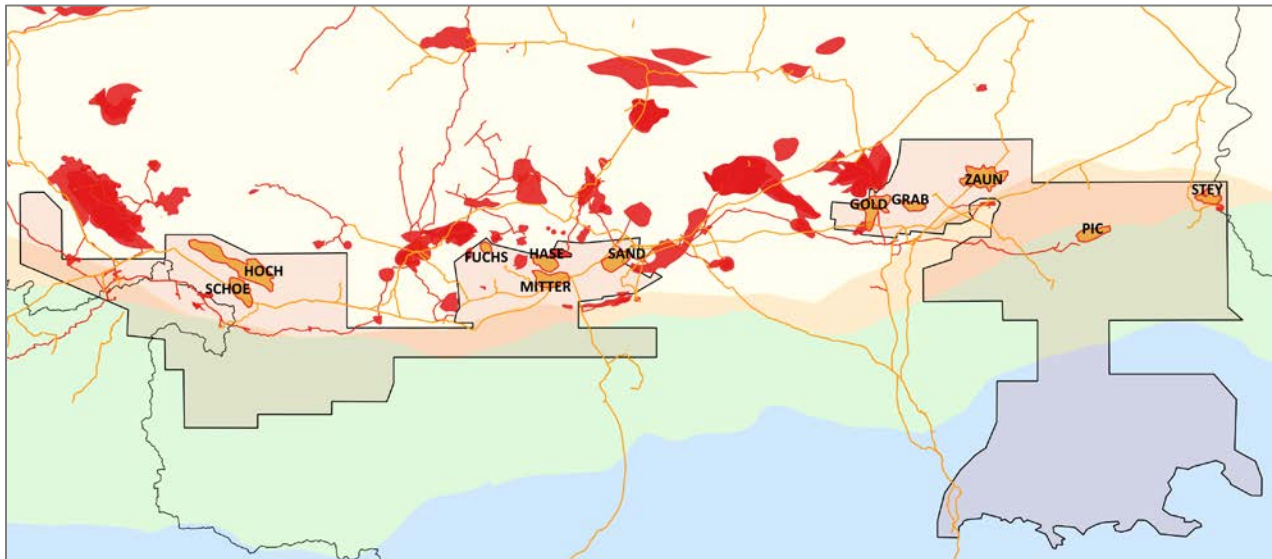 ZAUN
STEY
GOLD
GRAB
PIC
FUCHS
HASE
SAND
HOCH
SCHOE
MITTER